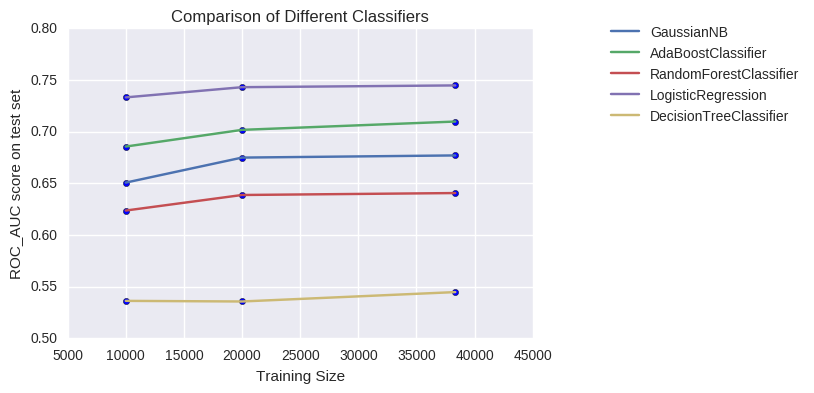 Comparison of Different Classifiers
0.80
0.75
0.70
0.65
0.60
0.55
0.50
ROC_AUC score on test set
5000 10000 15000 20000 25000 30000 35000 40000 45000
Training Size
GaussianNB
AdaBoostClassifier
RandomForestClassifier
LogisticRegression
DecisionTreeClassifier